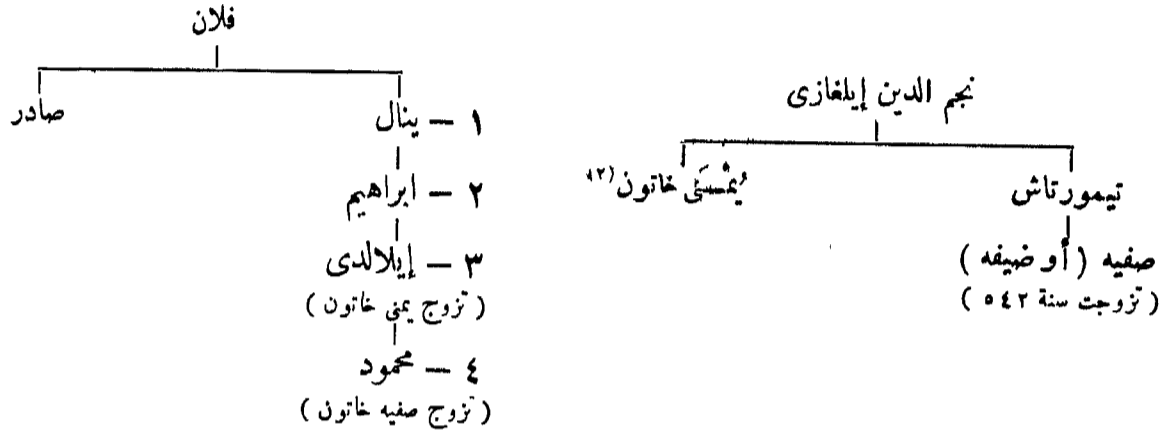 فلان
صادر
١ — ينال
٢ — ابراهيم
٣ — إيلالدى
( تزوج يمنى خاتون )
٤ — محمود
( تزوج صفيه خاتون )
نجم الدين إيلغازى
تيمورتاش
يُمْنَى خاتون
صفيه ( أو ضيفه )
( تزوجت سنة ٥٤٢ )